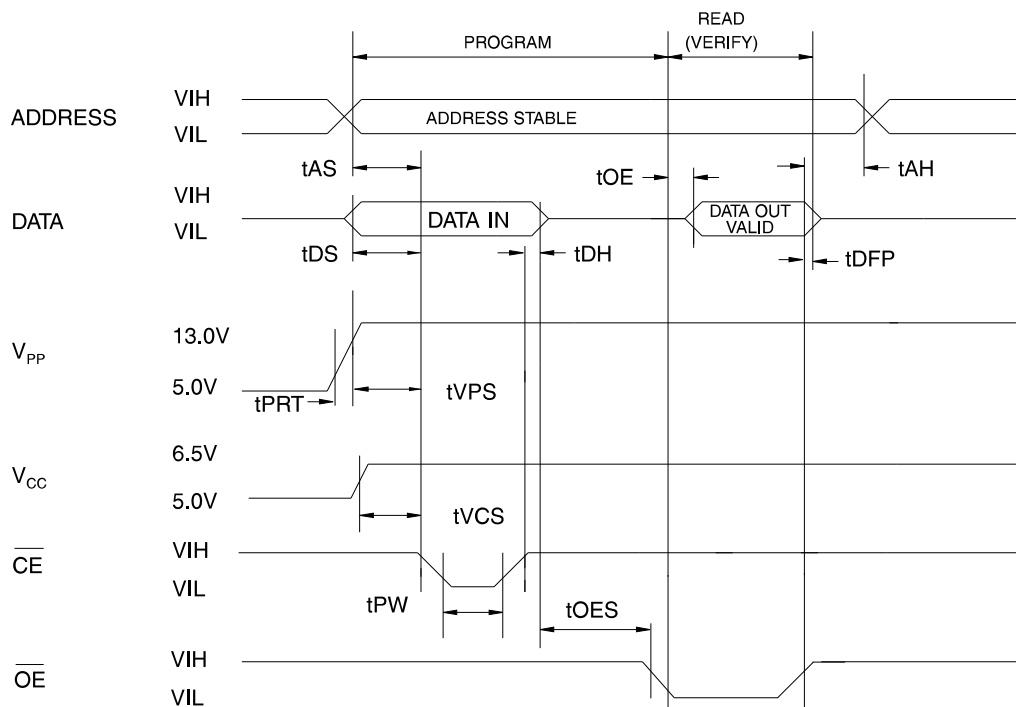 READ
(VERIFY)
PROGRAM
ADDRESS
VIH
VIL
ADDRESS STABLE
tAS
tOE
tAH
DATA
VIH
VIL
DATA IN
DATA OUT
VALID
tDS
tDH
tDFP
VPP
13.0V
5.0V
tPRT
tVPS
VCC
6.5V
5.0V
tVCS
CE
VIH
VIL
tPW
tOES
OE
VIH
VIL